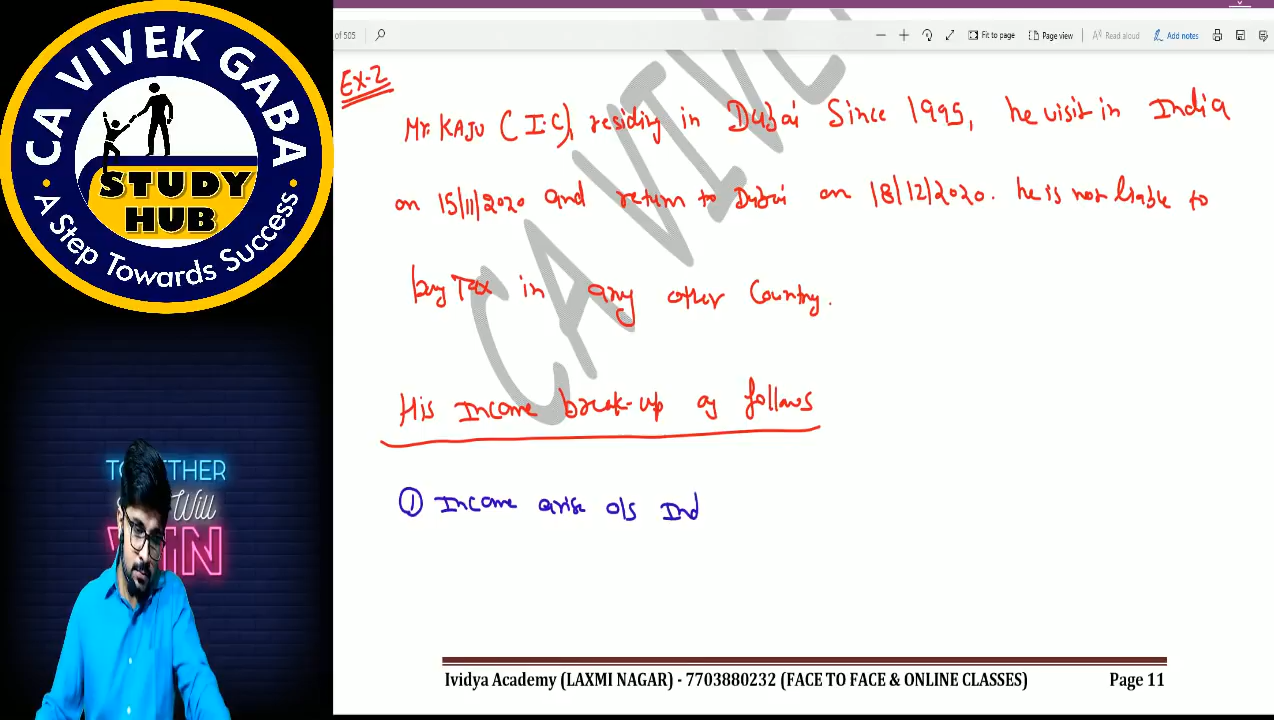 CA VIVEK GABA
STUDY
HUB
A Step Towards Success
of 505
Fit to page
Page view
Read aloud
Add notes
EX-2
Mr. KAJU (I.C), residing in Dubai Since 1995, he visit in India
on 15/11/2020 and return to Dubai on 18/12/2020. he is not liable to
pay Tax in any other Country.
His Income break-up as follows
① Income arise o/s Ind
CA VIVE
TOGETHER
Will
WIN
Ividya Academy (LAXMI NAGAR) - 7703880232 (FACE TO FACE & ONLINE CLASSES) Page 11